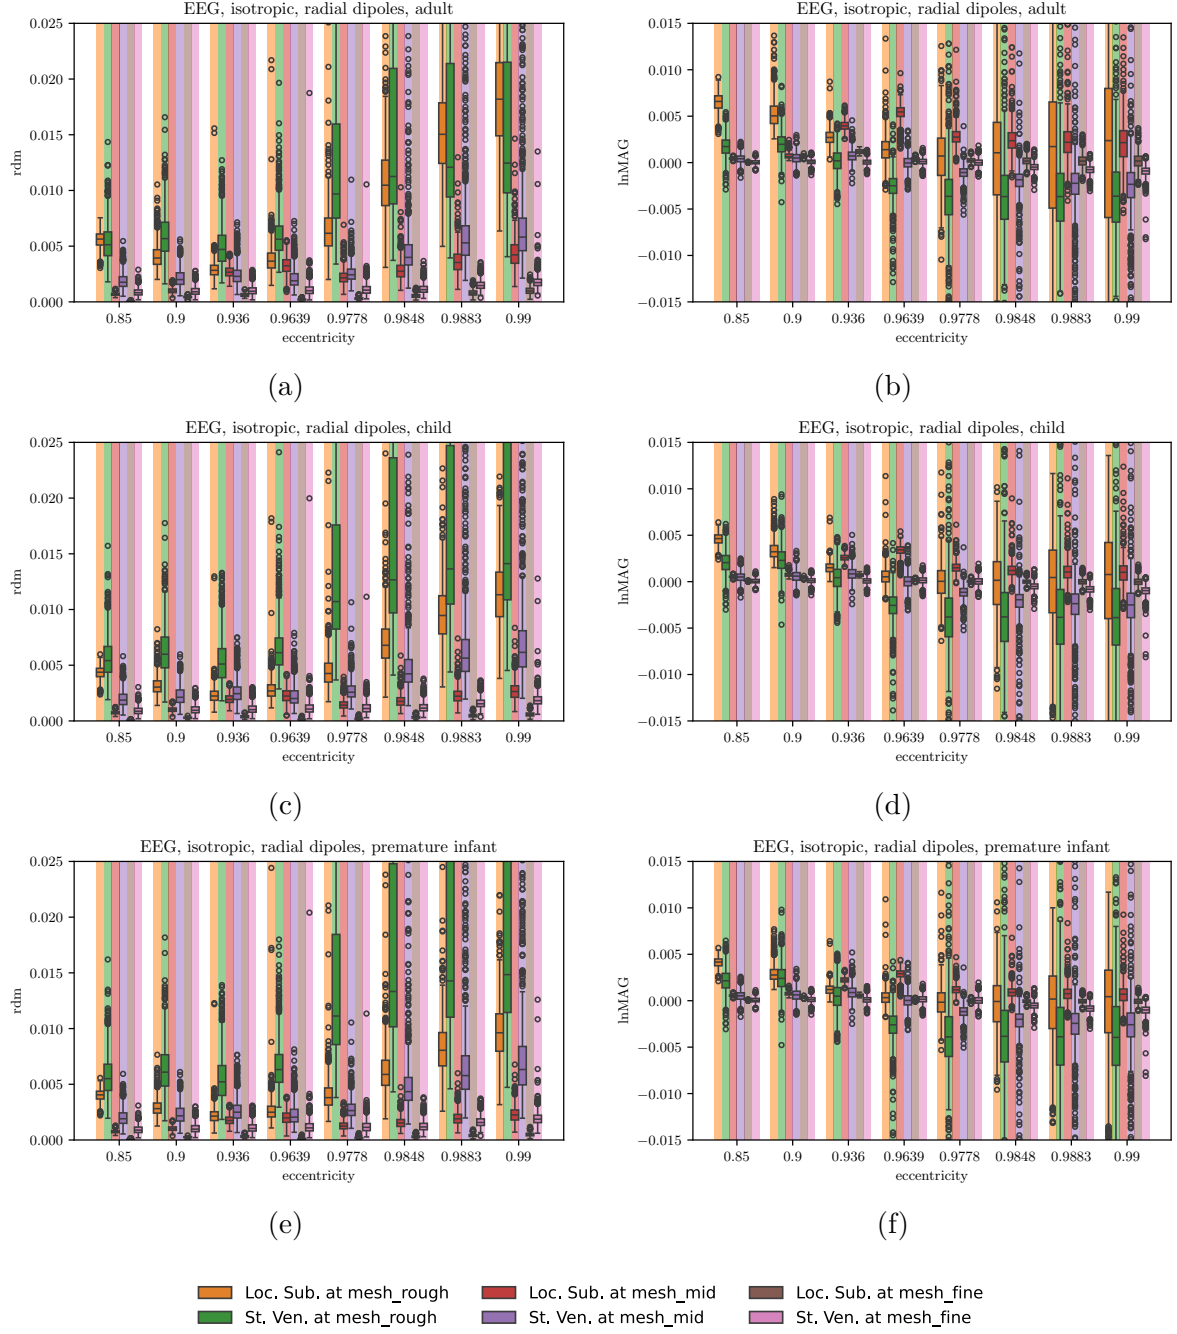 EEG, isotropic, radial dipoles, adult
0.025
0.020
0.015
0.010
0.005
0.000
rdm
0.85 0.9 0.936 0.9639 0.9778 0.9848 0.9883 0.99
eccentricity
(a)
EEG, isotropic, radial dipoles, adult
0.015
0.010
0.005
0.000
−0.005
−0.010
−0.015
lnMAG
0.85 0.9 0.936 0.9639 0.9778 0.9848 0.9883 0.99
eccentricity
(b)
EEG, isotropic, radial dipoles, child
0.025
0.020
0.015
0.010
0.005
0.000
rdm
0.85 0.9 0.936 0.9639 0.9778 0.9848 0.9883 0.99
eccentricity
(c)
EEG, isotropic, radial dipoles, child
0.015
0.010
0.005
0.000
−0.005
−0.010
−0.015
lnMAG
0.85 0.9 0.936 0.9639 0.9778 0.9848 0.9883 0.99
eccentricity
(d)
EEG, isotropic, radial dipoles, premature infant
0.025
0.020
0.015
0.010
0.005
0.000
rdm
0.85 0.9 0.936 0.9639 0.9778 0.9848 0.9883 0.99
eccentricity
(e)
EEG, isotropic, radial dipoles, premature infant
0.015
0.010
0.005
0.000
−0.005
−0.010
−0.015
lnMAG
0.85 0.9 0.936 0.9639 0.9778 0.9848 0.9883 0.99
eccentricity
(f)
Loc. Sub. at mesh_rough Loc. Sub. at mesh_mid Loc. Sub. at mesh_fine
St. Ven. at mesh_rough St. Ven. at mesh_mid St. Ven. at mesh_fine